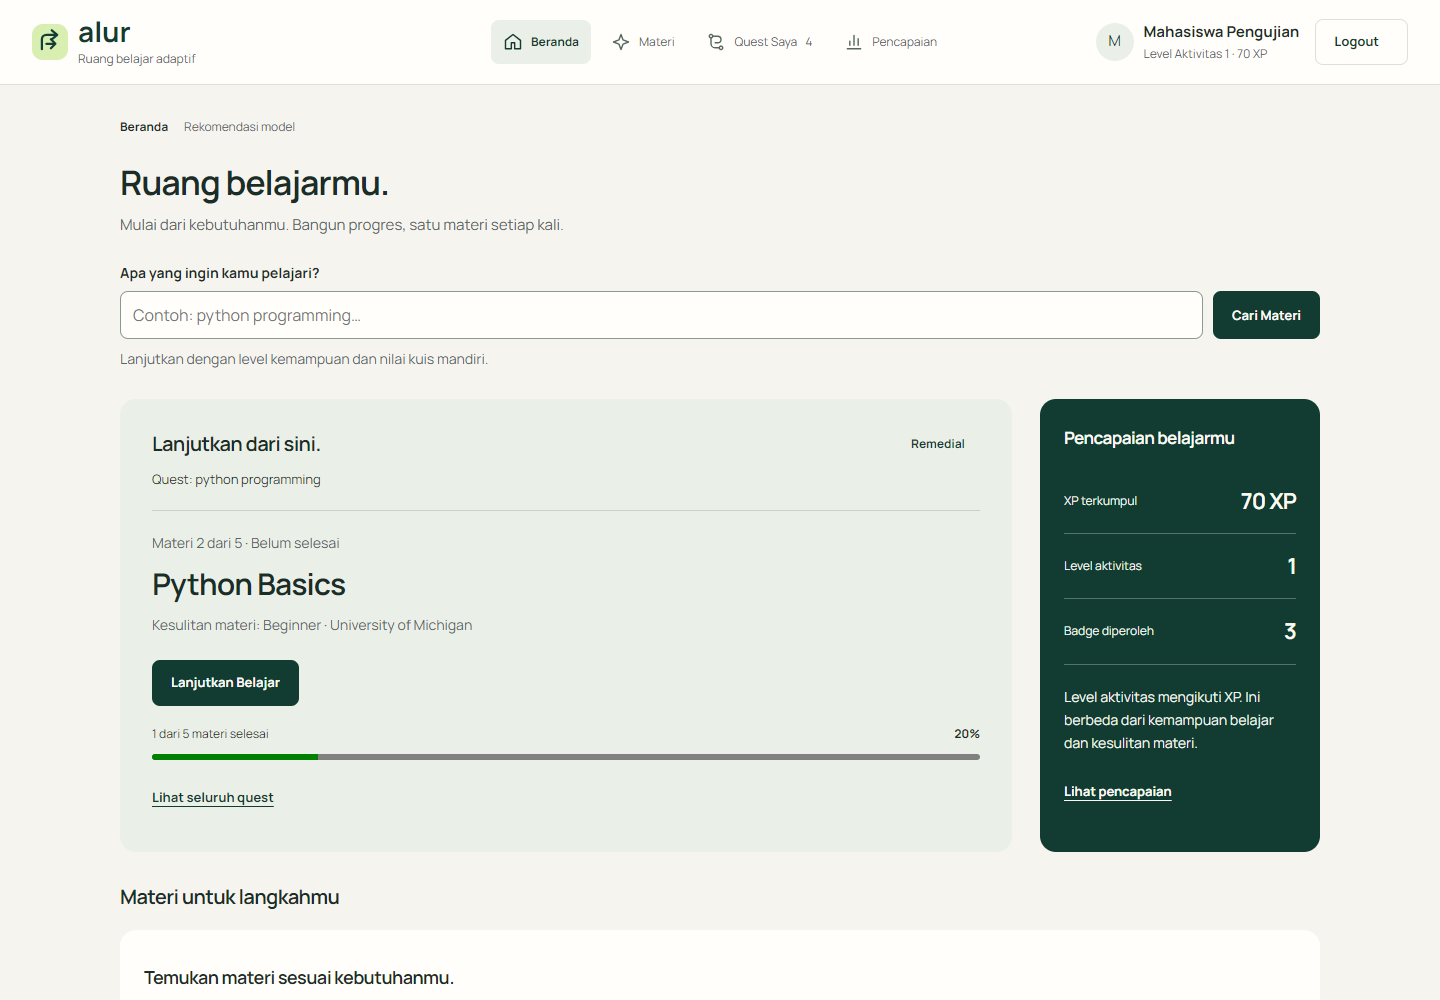 alur
Ruang belajar adaptif
Beranda
Materi
Quest Saya 4
Pencapaian
M
Mahasiswa Pengujian
Level Aktivitas 1 · 70 XP
Logout
Beranda Rekomendasi model
Ruang belajarmu.
Mulai dari kebutuhanmu. Bangun progres, satu materi setiap kali.
Apa yang ingin kamu pelajari?
Contoh: python programming...
Cari Materi
Lanjutkan dengan level kemampuan dan nilai kuis mandiri.
Lanjutkan dari sini.
Remedial
Quest: python programming
Materi 2 dari 5 · Belum selesai
Python Basics
Kesulitan materi: Beginner · University of Michigan
Lanjutkan Belajar
1 dari 5 materi selesai
20%
Lihat seluruh quest
Pencapaian belajarmu
XP terkumpul 70 XP
Level aktivitas 1
Badge diperoleh 3
Level aktivitas mengikuti XP. Ini
berbeda dari kemampuan belajar
dan kesulitan materi.
Lihat pencapaian
Materi untuk langkahmu
Temukan materi sesuai kebutuhanmu.